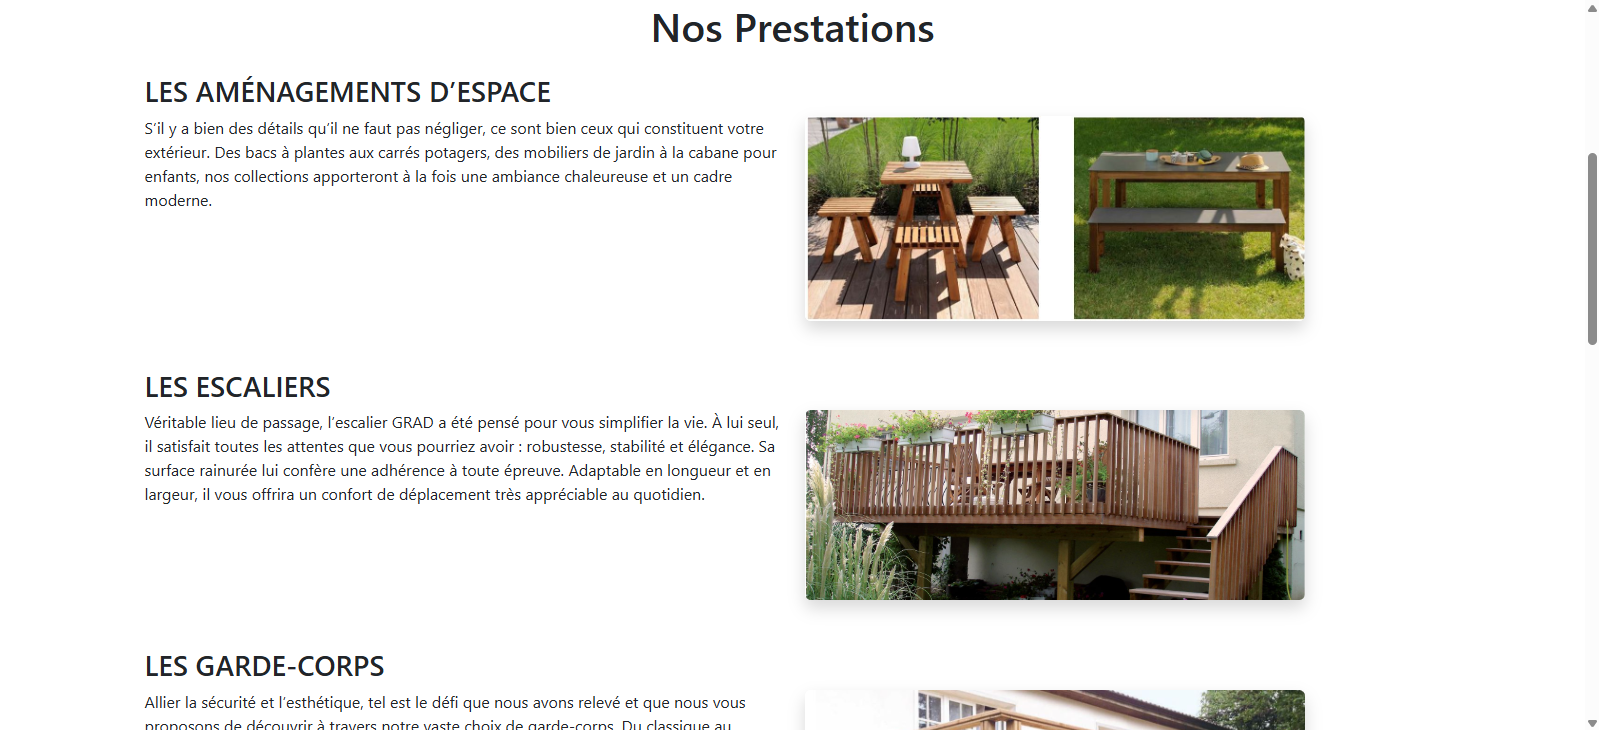 Nos Prestations
LES AMÉNAGEMENTS D’ESPACE
S’il y a bien des détails qu’il ne faut pas négliger, ce sont bien ceux qui constituent votre
extérieur. Des bacs à plantes aux carrés potagers, des mobiliers de jardin à la cabane pour
enfants, nos collections apporteront à la fois une ambiance chaleureuse et un cadre
moderne.
LES ESCALIERS
Véritable lieu de passage, l’escalier GRAD a été pensé pour vous simplifier la vie. À lui seul,
il satisfait toutes les attentes que vous pourriez avoir : robustesse, stabilité et élégance. Sa
surface rainurée lui confère une adhérence à toute épreuve. Adaptable en longueur et en
largeur, il vous offrira un confort de déplacement très appréciable au quotidien.
LES GARDE-CORPS
Allier la sécurité et l’esthétique, tel est le défi que nous avons relevé et que nous vous
proposons de découvrir à travers notre vaste choix de garde-corps. Du classique au